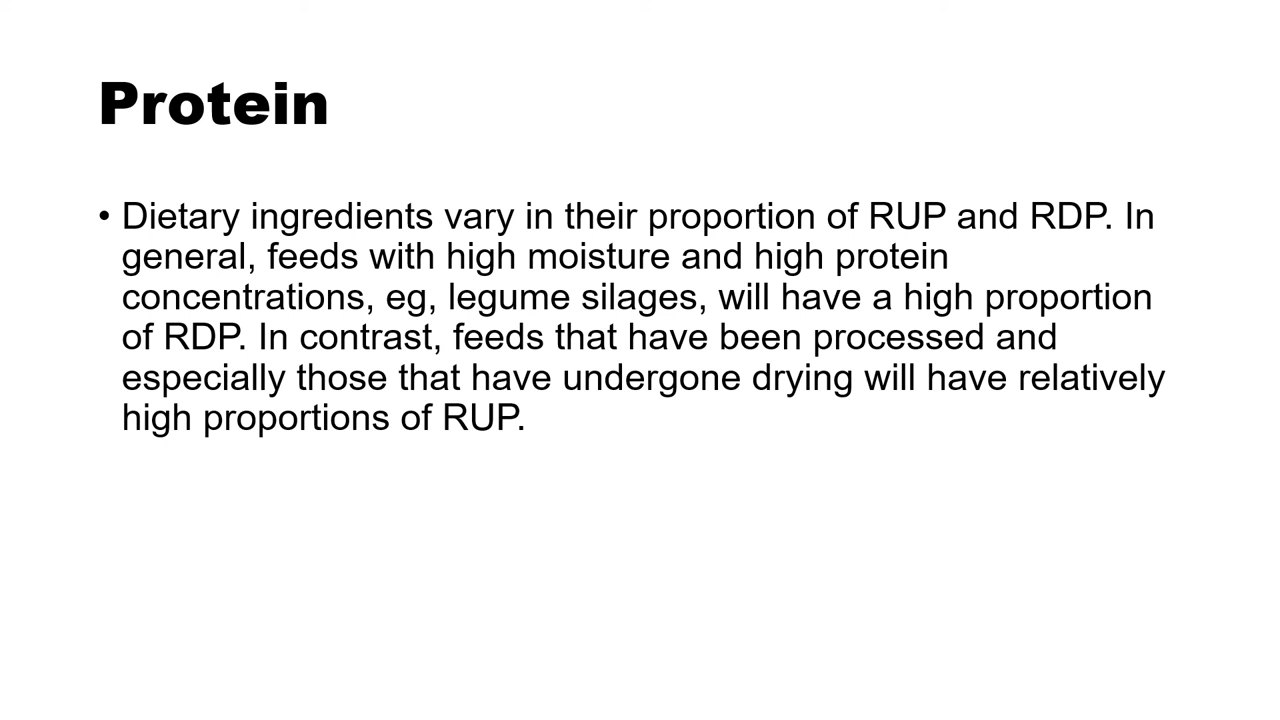 Protein
• Dietary ingredients vary in their proportion of RUP and RDP. In
general, feeds with high moisture and high protein
concentrations, eg, legume silages, will have a high proportion
of RDP. In contrast, feeds that have been processed and
especially those that have undergone drying will have relatively
high proportions of RUP.